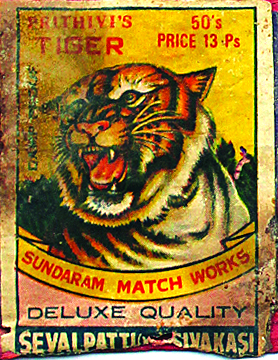 PRITHIVI'S
50's
TIGER
PRICE 13·Ps
SUNDARAM MATCH WORKS
DELUXE QUALITY
SEVALPATTI SIVAKASI